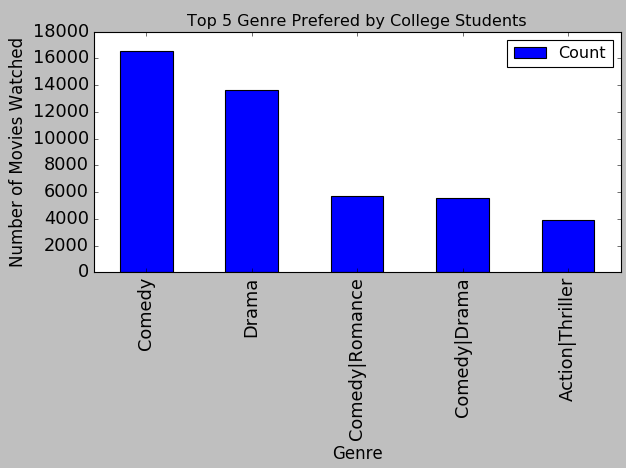 Top 5 Genre Prefered by College Students
Number of Movies Watched
18000
16000
14000
12000
10000
8000
6000
4000
2000
0
Count
Comedy
Drama
Comedy|Romance
Comedy|Drama
Action|Thriller
Genre